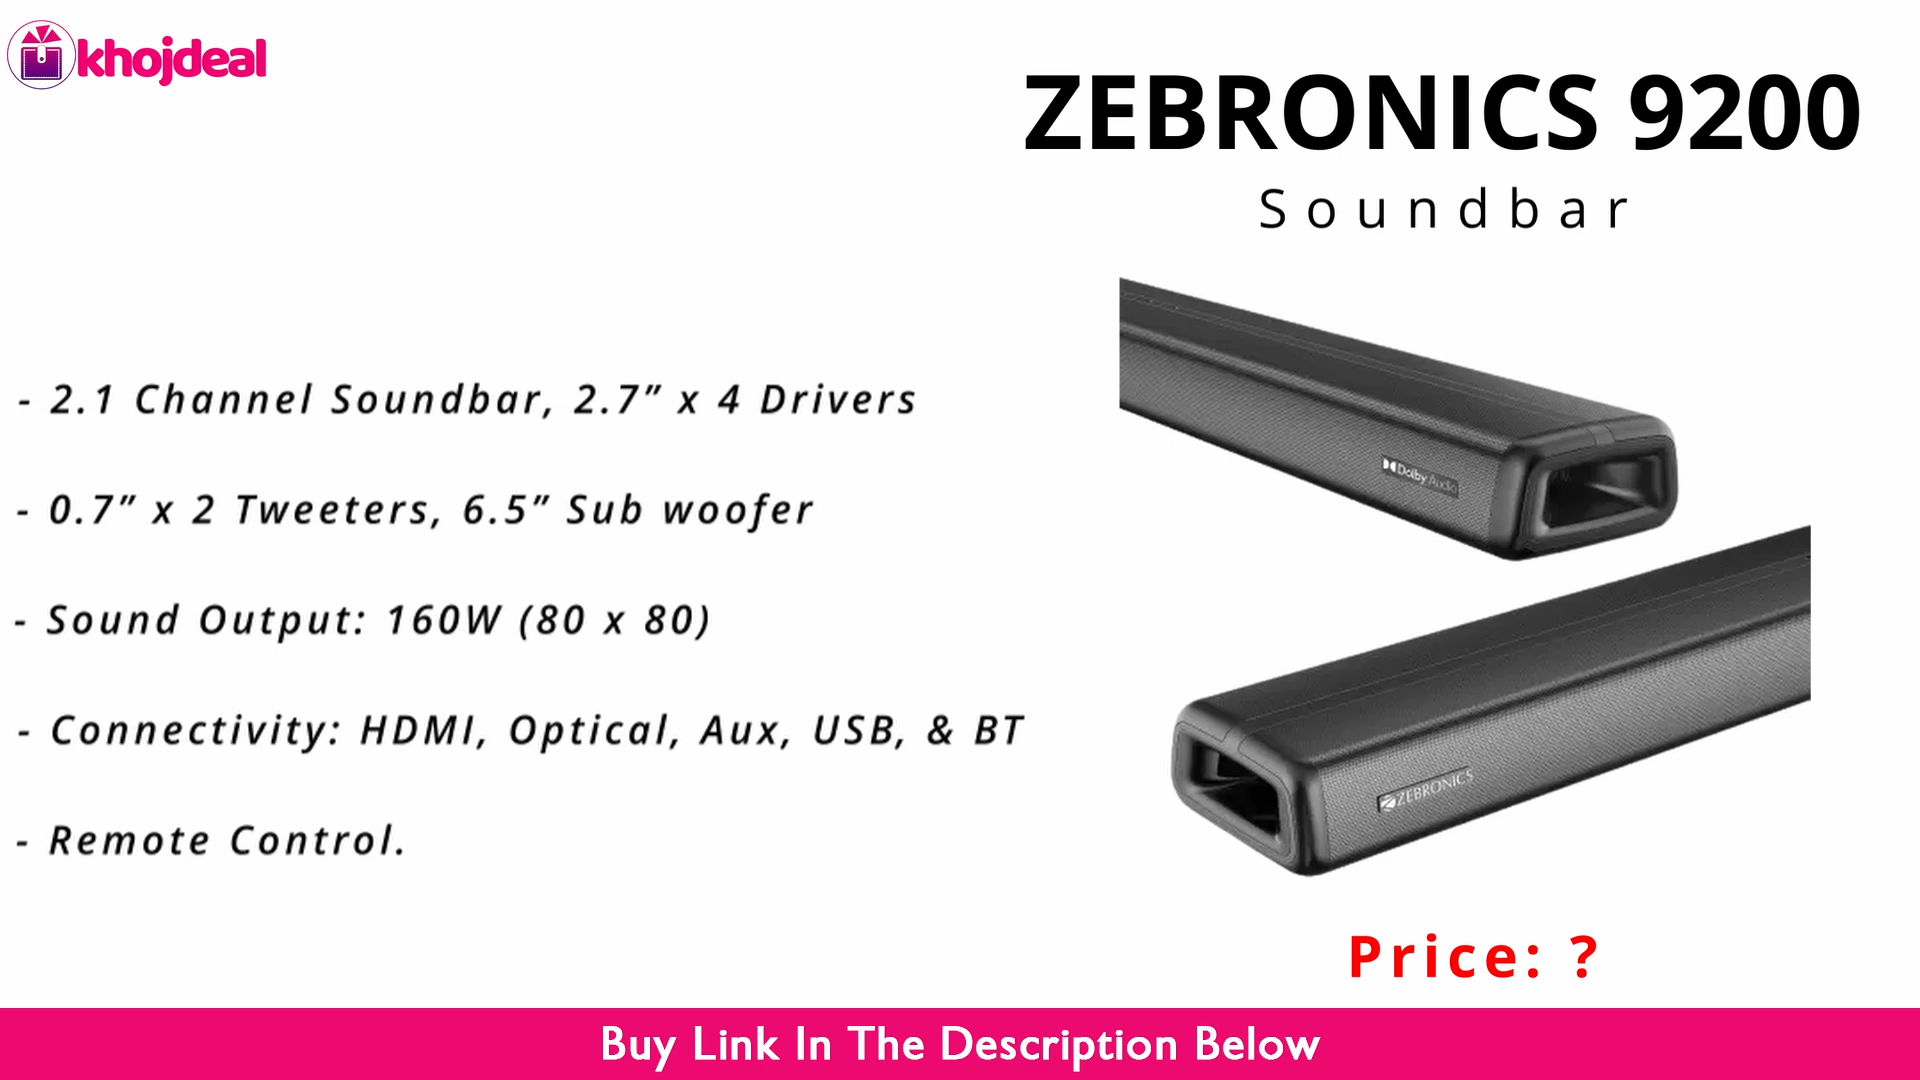 khojdeal
ZEBRONICS 9200
Soundbar
- 2.1 Channel Soundbar, 2.7” x 4 Drivers
- 0.7” x 2 Tweeters, 6.5” Sub woofer
- Sound Output: 160W (80 x 80)
- Connectivity: HDMI, Optical, Aux, USB, & BT
- Remote Control.
Dolby Audio
ZEBRONICS
Price: ?
Buy Link In The Description Below